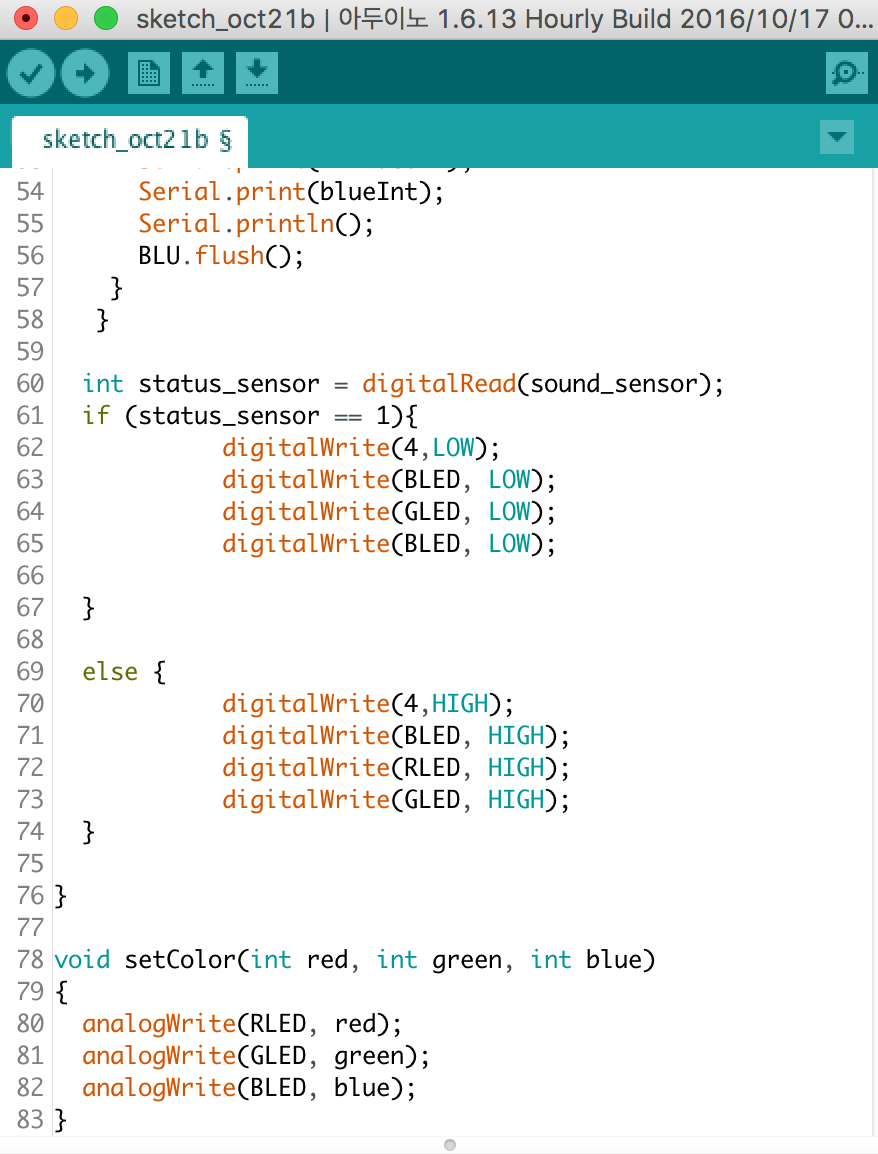 sketch_oct21b | 아두이노 1.6.13 Hourly Build 2016/10/17 0...
sketch_oct21b §
54 Serial.print(blueInt);
55 Serial.println();
56 BLU.flush();
57 }
58 }
59
60 int status_sensor = digitalRead(sound_sensor);
61 if (status_sensor == 1){
62 digitalWrite(4,LOW);
63 digitalWrite(BLED, LOW);
64 digitalWrite(GLED, LOW);
65 digitalWrite(BLED, LOW);
66
67 }
68
69 else {
70 digitalWrite(4,HIGH);
71 digitalWrite(BLED, HIGH);
72 digitalWrite(RLED, HIGH);
73 digitalWrite(GLED, HIGH);
74 }
75
76 }
77
78 void setColor(int red, int green, int blue)
79 {
80 analogWrite(RLED, red);
81 analogWrite(GLED, green);
82 analogWrite(BLED, blue);
83 }